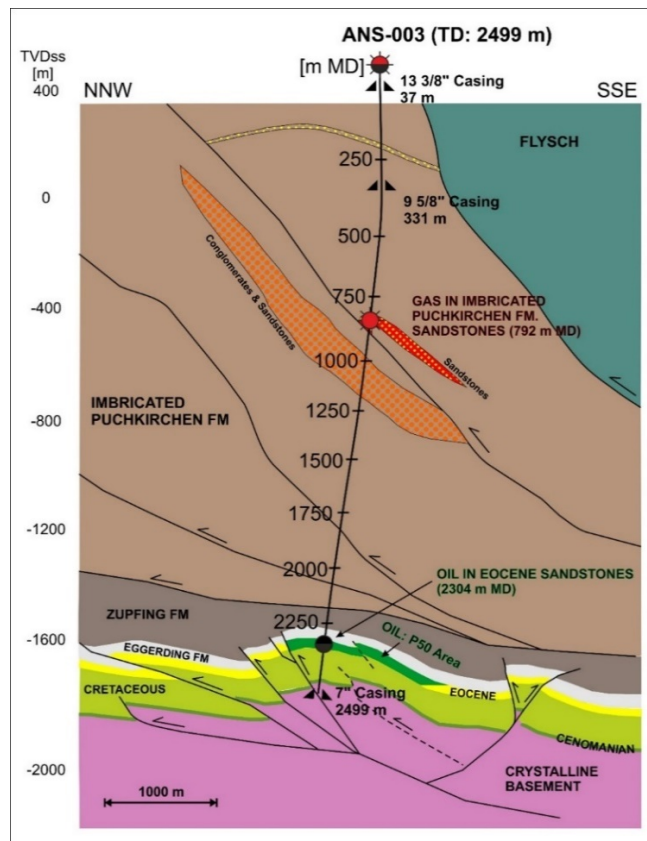 ANS-003 (TD: 2499 m)
TVDss
[m]
NNW
[m MD]
SSE
400
13 3/8" Casing
37 m
FLYSCH
250
0
9 5/8" Casing
331 m
500
Conglomerates & Sandstones
750
-400
GAS IN IMBRICATED
PUCHKIRCHEN FM.
SANDSTONES (792 m MD)
Sandstones
1000
IMBRICATED
PUCHKIRCHEN FM
1250
-800
1500
1750
-1200
2000
OIL IN EOCENE SANDSTONES
(2304 m MD)
ZUPFING FM
2250
-1600
OIL: P50 Area
EGGERDING FM
CRETACEOUS
7" Casing
2499 m
EOCENE
CENOMANIAN
-2000
CRYSTALLINE
BASEMENT
1000 m